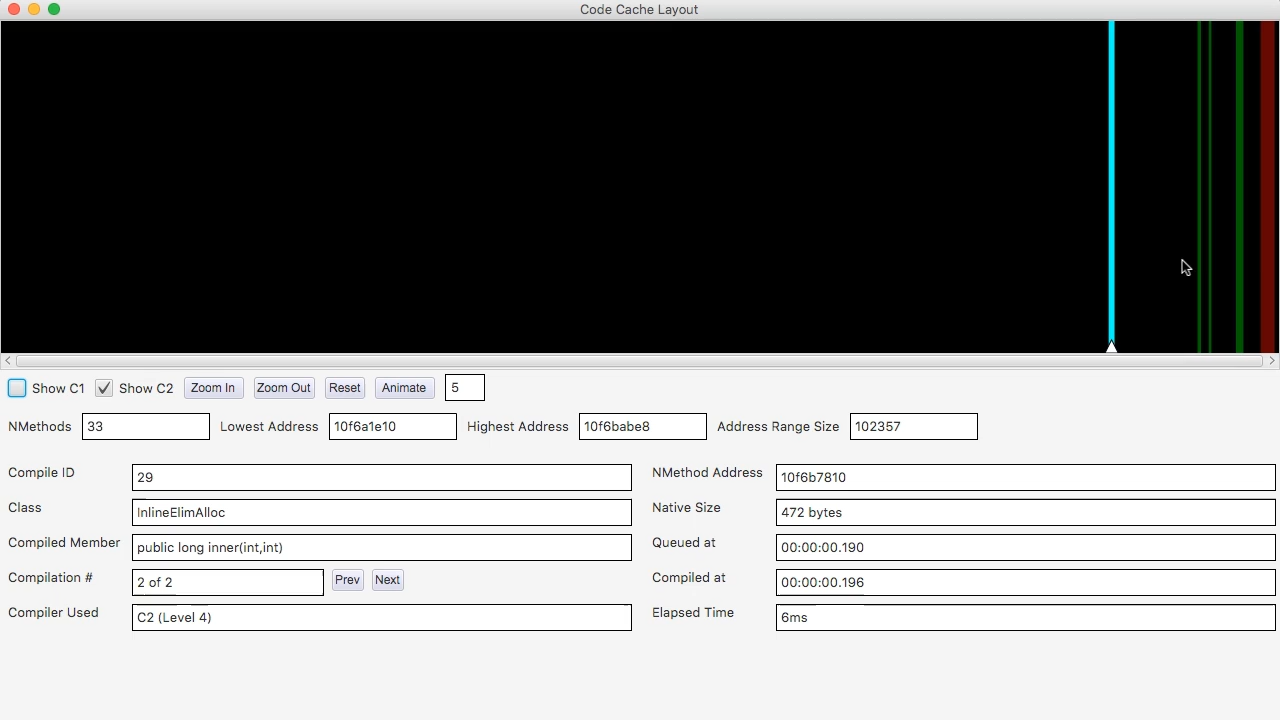 Code Cache Layout
Show C1 Show C2 Zoom In Zoom Out Reset Animate 5
NMethods 33 Lowest Address 10f6a1e10 Highest Address 10f6babe8 Address Range Size 102357
Compile ID 29 NMethod Address 10f6b7810
Class InlineElimAlloc Native Size 472 bytes
Compiled Member public long inner(int,int) Queued at 00:00:00.190
Compilation # 2 of 2 Prev Next Compiled at 00:00:00.196
Compiler Used C2 (Level 4) Elapsed Time 6ms